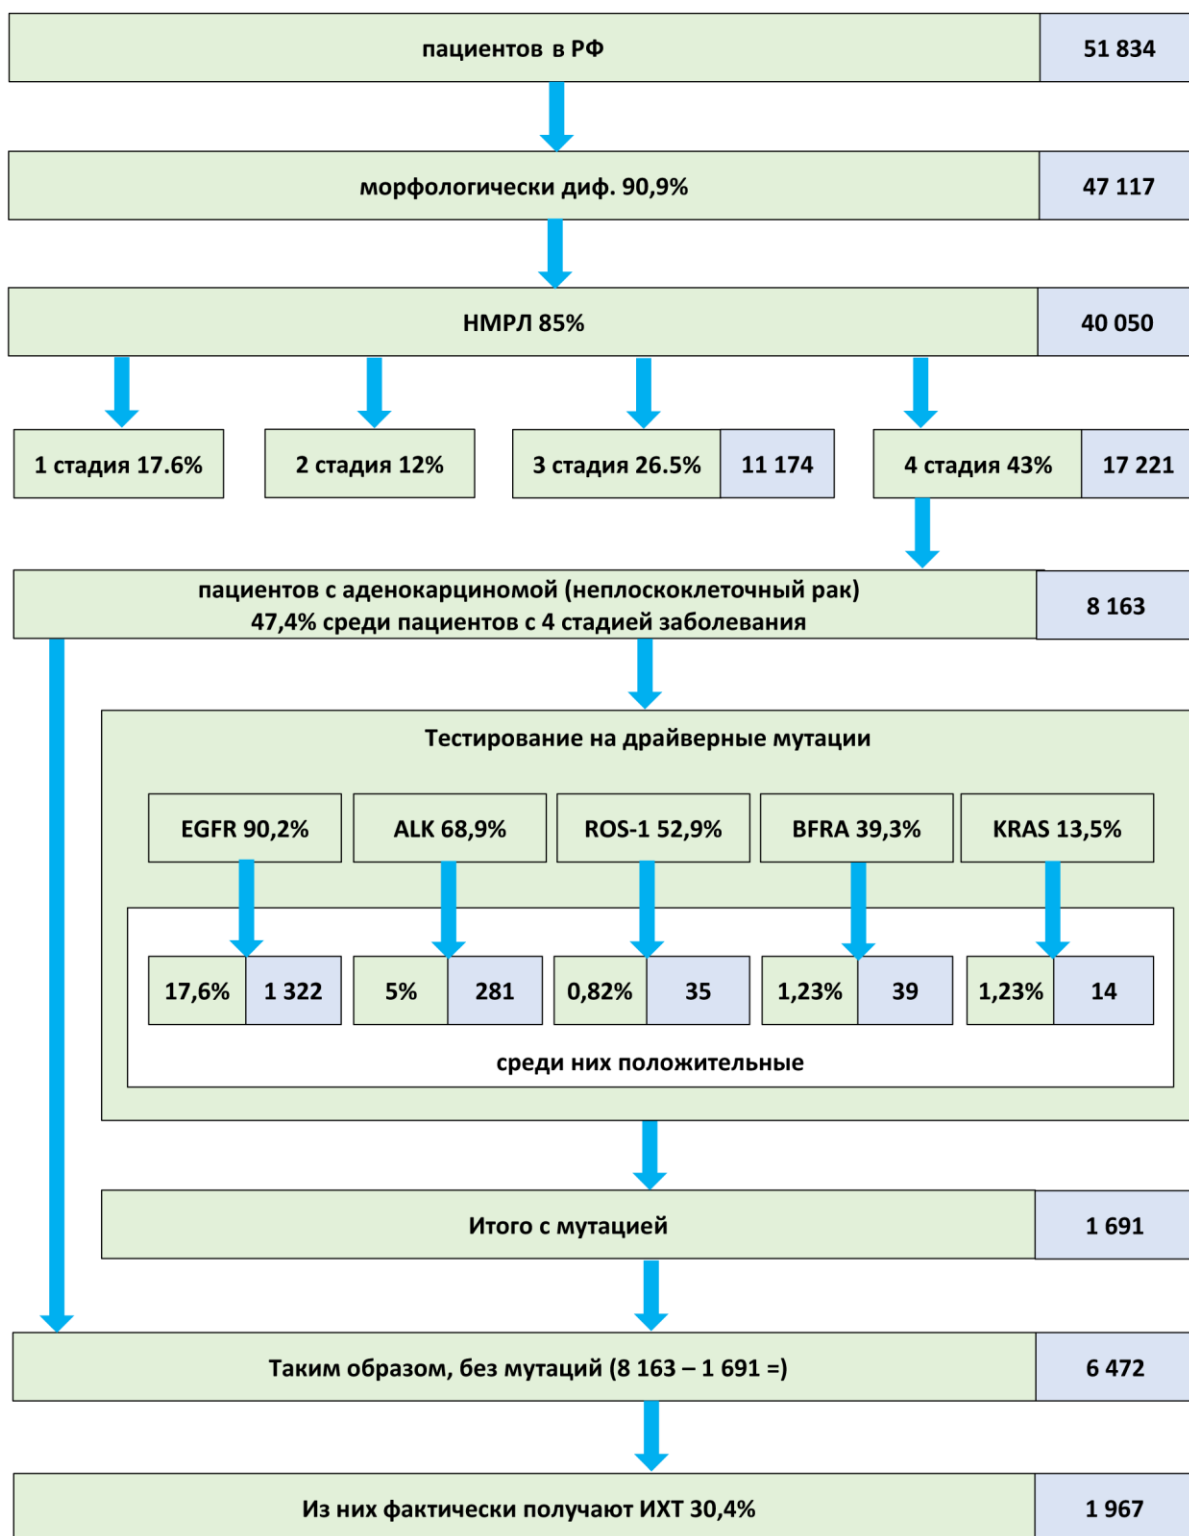 пациентов в РФ 51 834
морфологически диф. 90,9% 47 117
НМРЛ 85% 40 050
1 стадия 17.6% 2 стадия 12% 3 стадия 26.5% 11 174 4 стадия 43% 17 221
пациентов с аденокарциномой (неплоскоклеточный рак)
47,4% среди пациентов с 4 стадией заболевания
8 163
Тестирование на драйверные мутации
EGFR 90,2% ALK 68,9% ROS-1 52,9% BFRA 39,3% KRAS 13,5%
17,6% 1 322 5% 281 0,82% 35 1,23% 39 1,23% 14
среди них положительные
Итого с мутацией 1 691
Таким образом, без мутаций (8 163 – 1 691 =) 6 472
Из них фактически получают ИХТ 30,4% 1 967